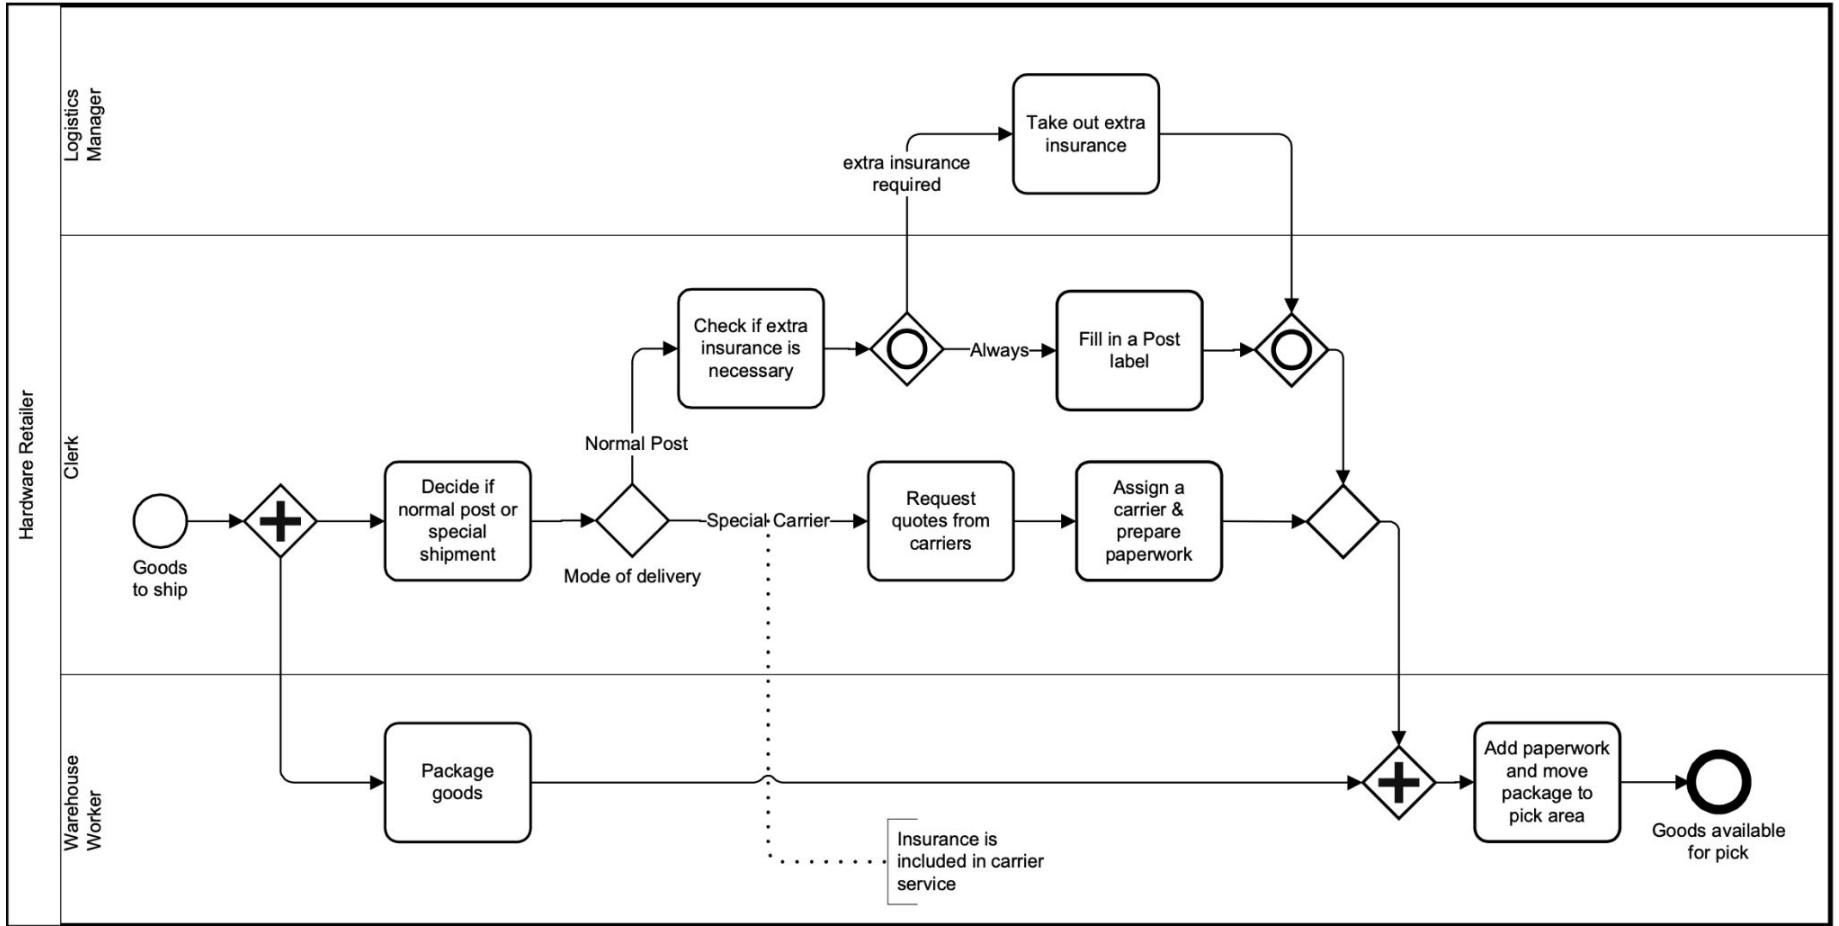 Hardware Retailer
Logistics
Manager
Take out extra
insurance
extra insurance
required
Clerk
Check if extra
insurance is
necessary
Always
Fill in a Post
label
Normal Post
Goods
to ship
Decide if
normal post or
special
shipment
Mode of delivery
Special Carrier
Request
quotes from
carriers
Assign a
carrier &
prepare
paperwork
Warehouse
Worker
Package
goods
Insurance is
included in carrier
service
Add paperwork
and move
package to
pick area
Goods available
for pick